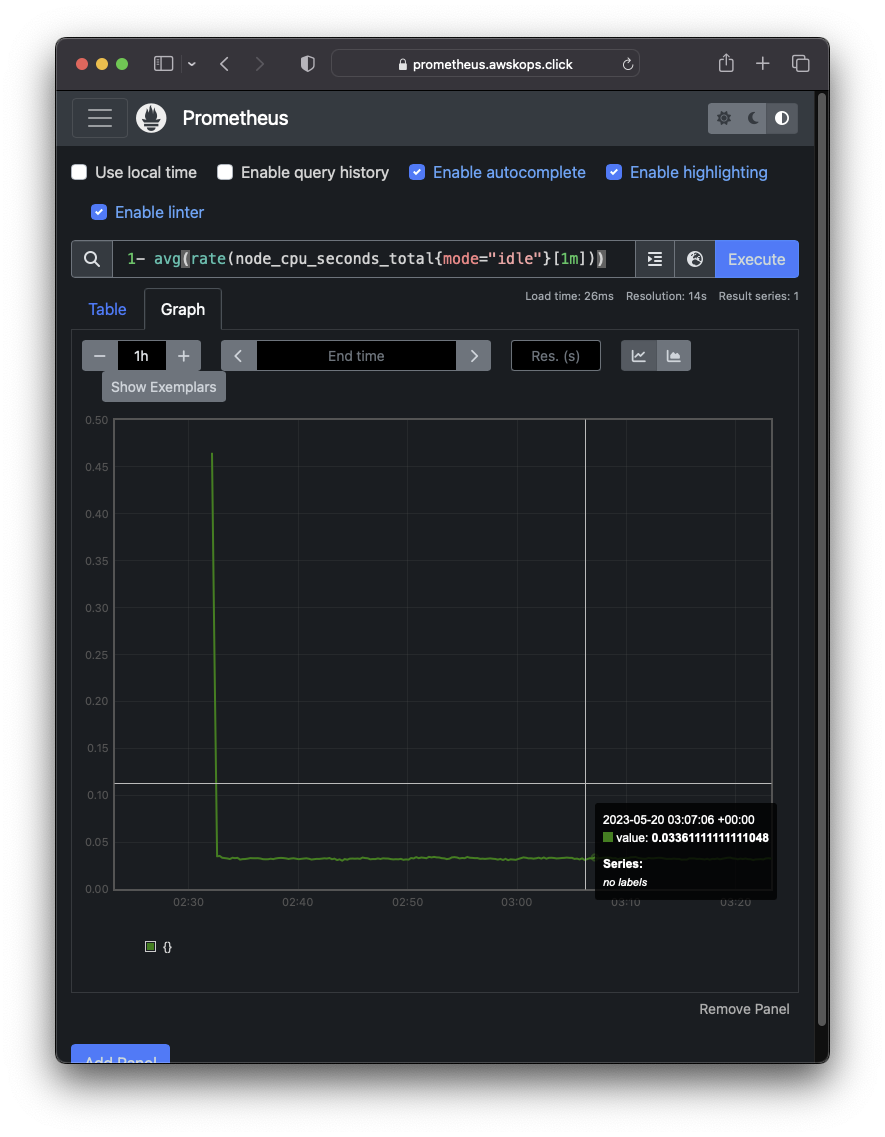 prometheus.awskops.click
Prometheus
Use local time Enable query history Enable autocomplete Enable highlighting
Enable linter
1- avg(rate(node_cpu_seconds_total{mode="idle"}[1m])) Execute
Load time: 26ms Resolution: 14s Result series: 1
Table Graph
− 1h + End time Res. (s)
Show Exemplars
0.50
0.45
0.40
0.35
0.30
0.25
0.20
0.15
0.10
0.05
0.00
2023-05-20 03:07:06 +00:00
value: 0.03361111111111048
Series:
no labels
02:30 02:40 02:50 03:00 03:10 03:20
{}
Remove Panel
Add Panel